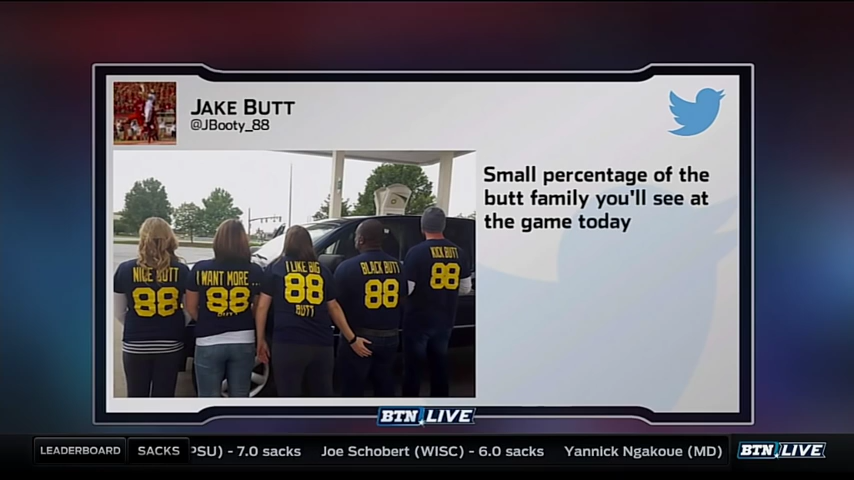 JAKE BUTT
@JBooty_88
Small percentage of the
butt family you'll see at
the game today
NICE BUTT
88
I WANT MORE...
88
BUTT
I LIKE BIG
88
BUTT
BLACK BUTT
88
KICK BUTT
88
BTN LIVE
LEADERBOARD
SACKS
PSU) - 7.0 sacks Joe Schobert (WISC) - 6.0 sacks Yannick Ngakoue (MD)
BTN LIVE